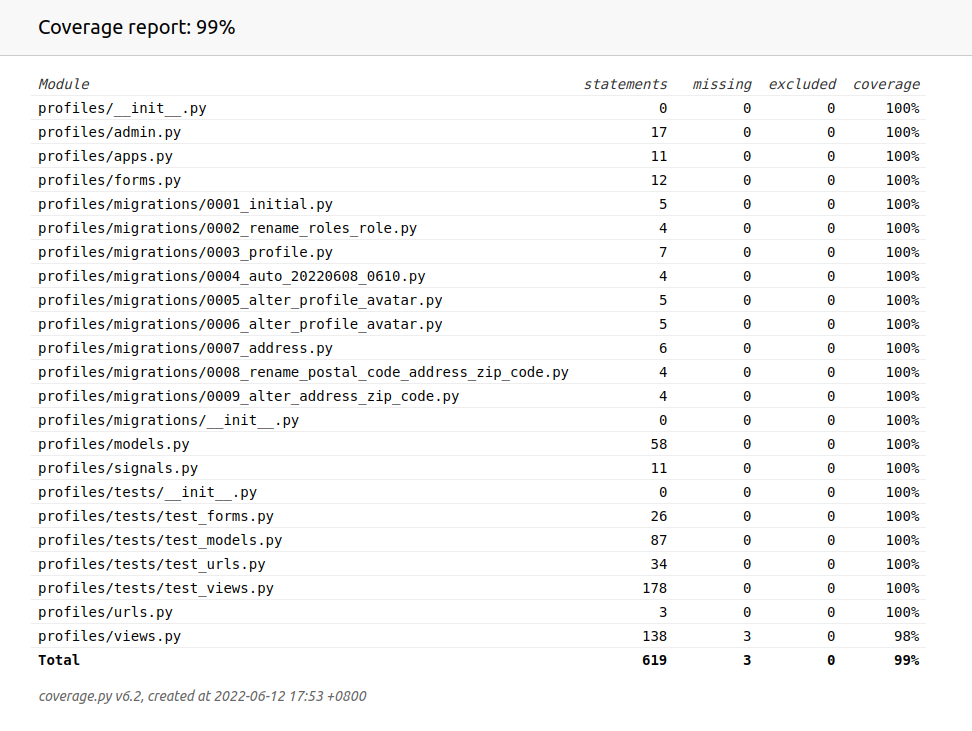 Coverage report: 99%
Module statements missing excluded coverage
profiles/__init__.py 0 0 0 100%
profiles/admin.py 17 0 0 100%
profiles/apps.py 11 0 0 100%
profiles/forms.py 12 0 0 100%
profiles/migrations/0001_initial.py 5 0 0 100%
profiles/migrations/0002_rename_roles_role.py 4 0 0 100%
profiles/migrations/0003_profile.py 7 0 0 100%
profiles/migrations/0004_auto_20220608_0610.py 4 0 0 100%
profiles/migrations/0005_alter_profile_avatar.py 5 0 0 100%
profiles/migrations/0006_alter_profile_avatar.py 5 0 0 100%
profiles/migrations/0007_address.py 6 0 0 100%
profiles/migrations/0008_rename_postal_code_address_zip_code.py 4 0 0 100%
profiles/migrations/0009_alter_address_zip_code.py 4 0 0 100%
profiles/migrations/__init__.py 0 0 0 100%
profiles/models.py 58 0 0 100%
profiles/signals.py 11 0 0 100%
profiles/tests/__init__.py 0 0 0 100%
profiles/tests/test_forms.py 26 0 0 100%
profiles/tests/test_models.py 87 0 0 100%
profiles/tests/test_urls.py 34 0 0 100%
profiles/tests/test_views.py 178 0 0 100%
profiles/urls.py 3 0 0 100%
profiles/views.py 138 3 0 98%
Total 619 3 0 99%
coverage.py v6.2, created at 2022-06-12 17:53 +0800